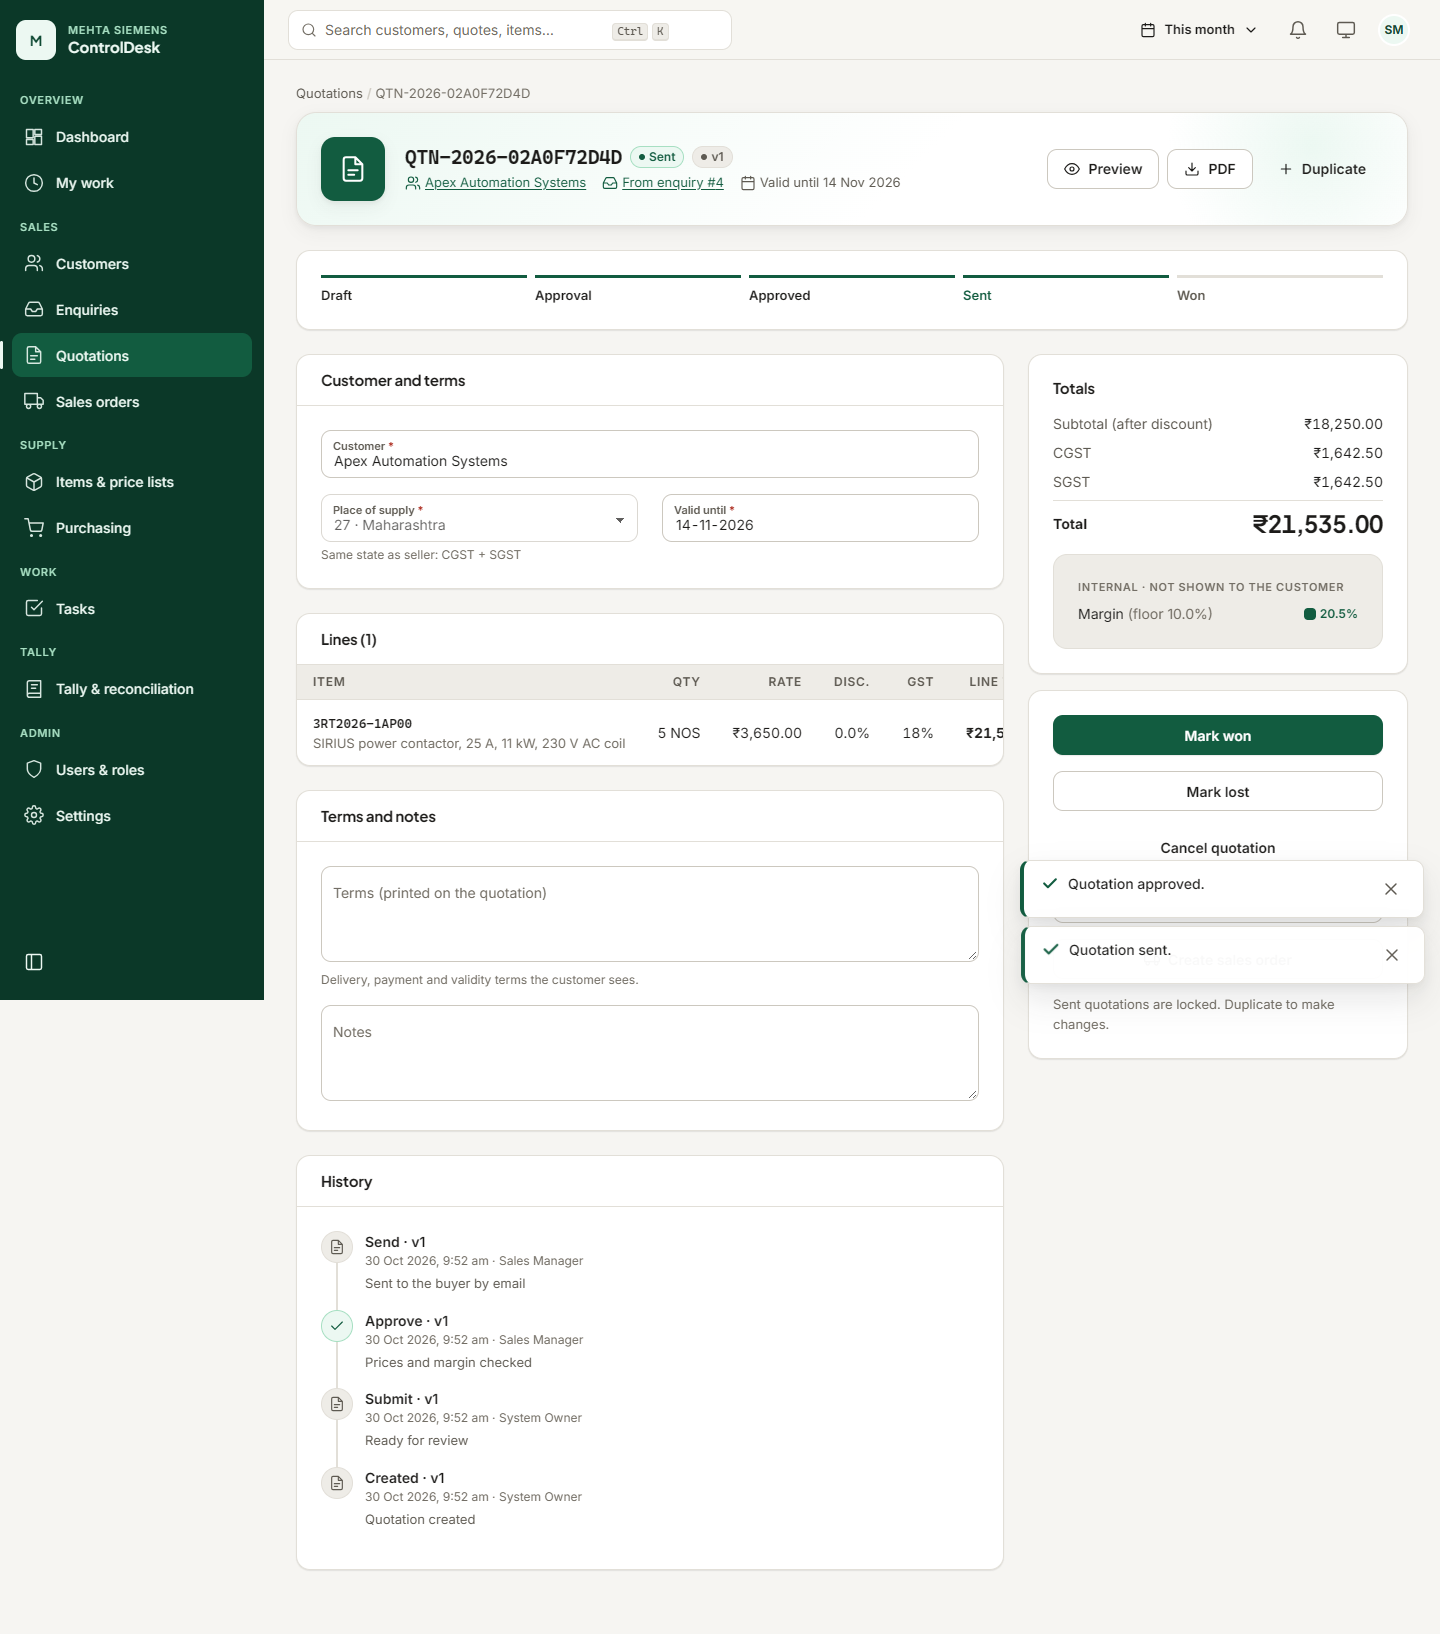 M
MEHTA SIEMENS
ControlDesk
OVERVIEW
Dashboard
My work
SALES
Customers
Enquiries
Quotations
Sales orders
SUPPLY
Items & price lists
Purchasing
WORK
Tasks
TALLY
Tally & reconciliation
ADMIN
Users & roles
Settings
Search customers, quotes, items... Ctrl K
This month
SM
Quotations / QTN-2026-02A0F72D4D
QTN-2026-02A0F72D4D Sent v1
Apex Automation Systems From enquiry #4 Valid until 14 Nov 2026
Preview PDF Duplicate
Draft Approval Approved Sent Won
Customer and terms
Customer *
Apex Automation Systems
Place of supply *
27 · Maharashtra
Same state as seller: CGST + SGST
Valid until *
14-11-2026
Lines (1)
ITEM QTY RATE DISC. GST LINE
3RT2026-1AP00
SIRIUS power contactor, 25 A, 11 kW, 230 V AC coil 5 NOS ₹3,650.00 0.0% 18% ₹21,5
Terms and notes
Terms (printed on the quotation)
Delivery, payment and validity terms the customer sees.
Notes
History
Send · v1
30 Oct 2026, 9:52 am · Sales Manager
Sent to the buyer by email
Approve · v1
30 Oct 2026, 9:52 am · Sales Manager
Prices and margin checked
Submit · v1
30 Oct 2026, 9:52 am · System Owner
Ready for review
Created · v1
30 Oct 2026, 9:52 am · System Owner
Quotation created
Totals
Subtotal (after discount) ₹18,250.00
CGST ₹1,642.50
SGST ₹1,642.50
Total ₹21,535.00
INTERNAL · NOT SHOWN TO THE CUSTOMER
Margin (floor 10.0%) 20.5%
Mark won
Mark lost
Cancel quotation
Quotation approved.
Quotation sent.
Create sales order
Sent quotations are locked. Duplicate to make
changes.